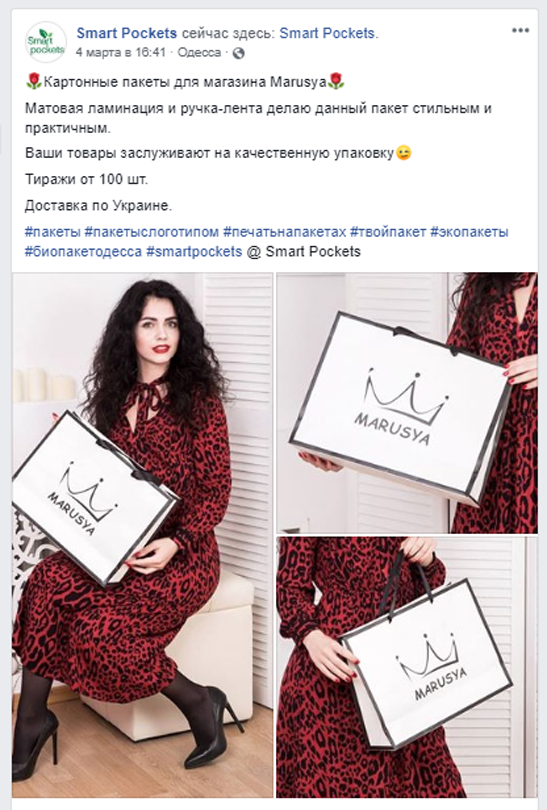 Smart pockets
Smart Pockets сейчас здесь: Smart Pockets.
4 марта в 16:41 · Одесса ·
🌹Картонные пакеты для магазина Marusya🌹
Матовая ламинация и ручка-лента делаю данный пакет стильным и
практичным.
Ваши товары заслуживают на качественную упаковку😉
Тиражи от 100 шт.
Доставка по Украине.
#пакеты #пакетыслоготипом #печатьнапакетах #твойпакет #экопакеты
#биопакетодесса #smartpockets @ Smart Pockets
MARUSYA
MARUSYA
MARUSYA